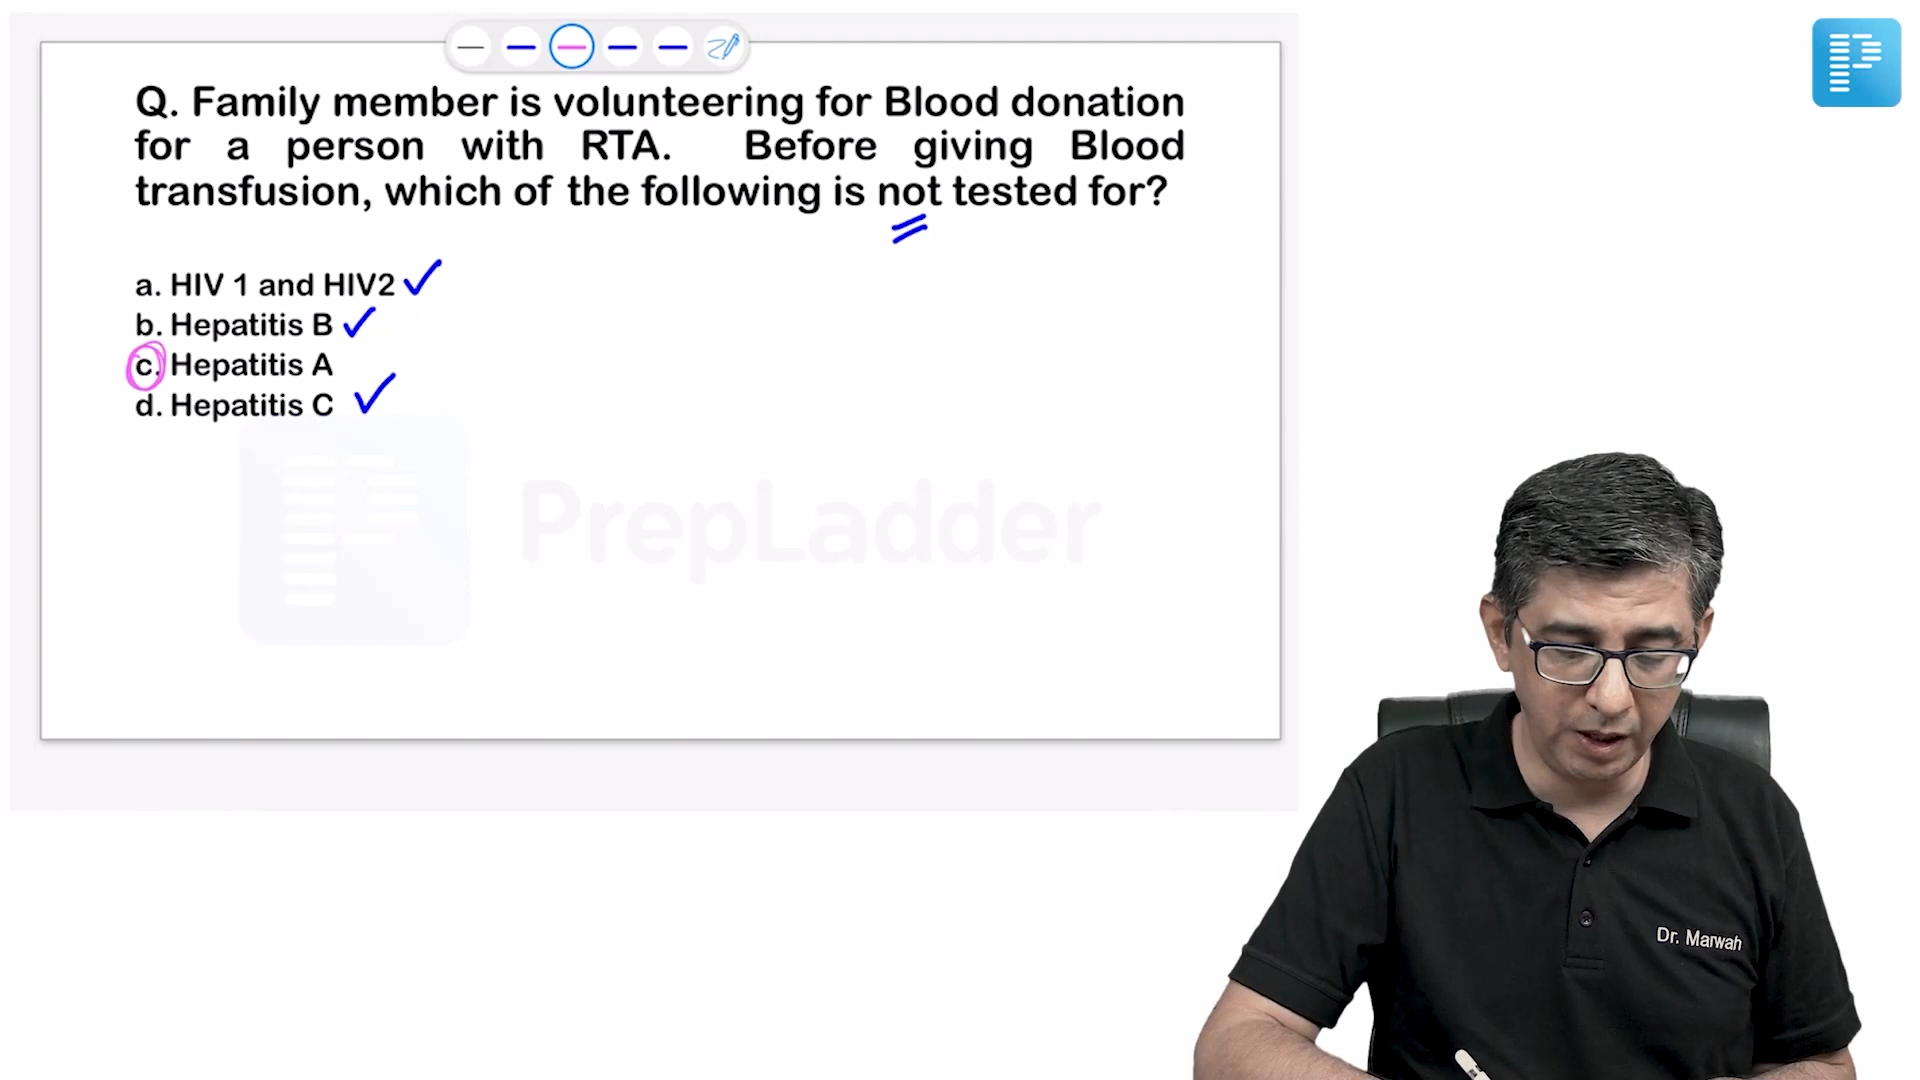 Q. Family member is volunteering for Blood donation
for a person with RTA. Before giving Blood
transfusion, which of the following is not tested for?
a. HIV 1 and HIV2
b. Hepatitis B
c. Hepatitis A
d. Hepatitis C
PrepLadder
Dr. Marwah